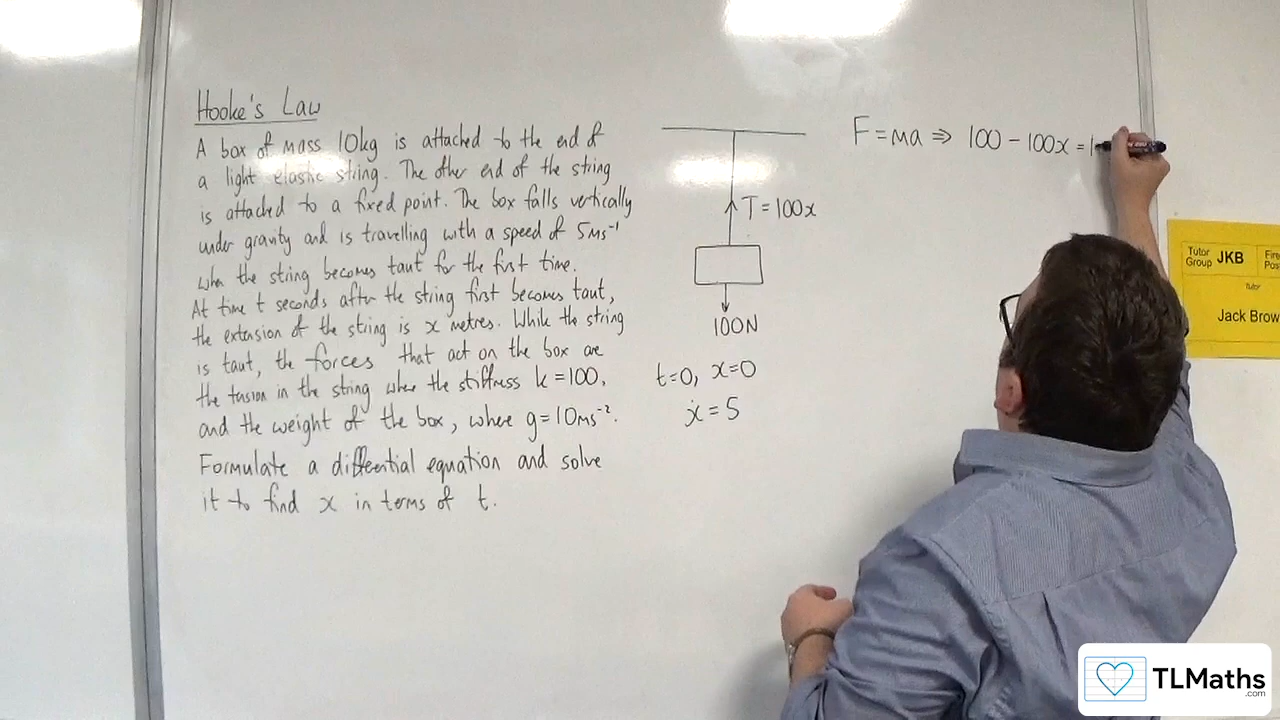 Hooke's Law
A box of mass 10kg is attached to the end of
a light elastic string. The other end of the string
is attached to a fixed point. The box falls vertically
under gravity and is travelling with a speed of 5ms⁻¹
when the string becomes taut for the first time.
At time t seconds after the string first becomes taut,
the extension of the string is x metres. While the string
is taut, the forces that act on the box are
the tension in the string where the stiffness k=100,
and the weight of the box, where g=10ms⁻².
Formulate a differential equation and solve
it to find x in terms of t.
T=100x
100N
t=0, x=0
ẋ=5
F=ma ⇒ 100-100x=1
Tutor
Group JKB
Tutor
Jack Brow
TLMaths
.com